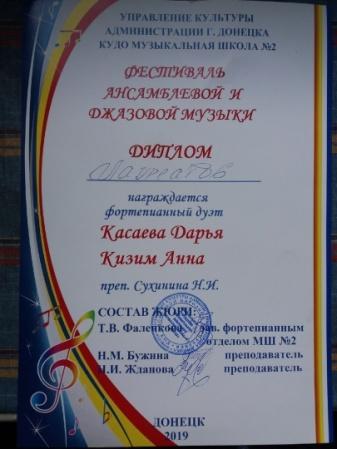 УПРАВЛЕНИЕ КУЛЬТУРЫ
АДМИНИСТРАЦИИ Г. ДОНЕЦКА
КУДО МУЗЫКАЛЬНАЯ ШКОЛА №2
ФЕСТИВАЛЬ
АНСАМБЛЕВОЙ И
ДЖАЗОВОЙ МУЗЫКИ
ДИПЛОМ
Лауреатов
награждается
фортепианный дуэт
Касаева Дарья
Кизим Анна
преп. Сухинина Н.И.
СОСТАВ ЖЮРИ:
Т.В. Фаленкова зав. фортепианным
отделом МШ №2
Н.М. Бужина преподаватель
Жданова преподаватель
ДОНЕЦК
2019